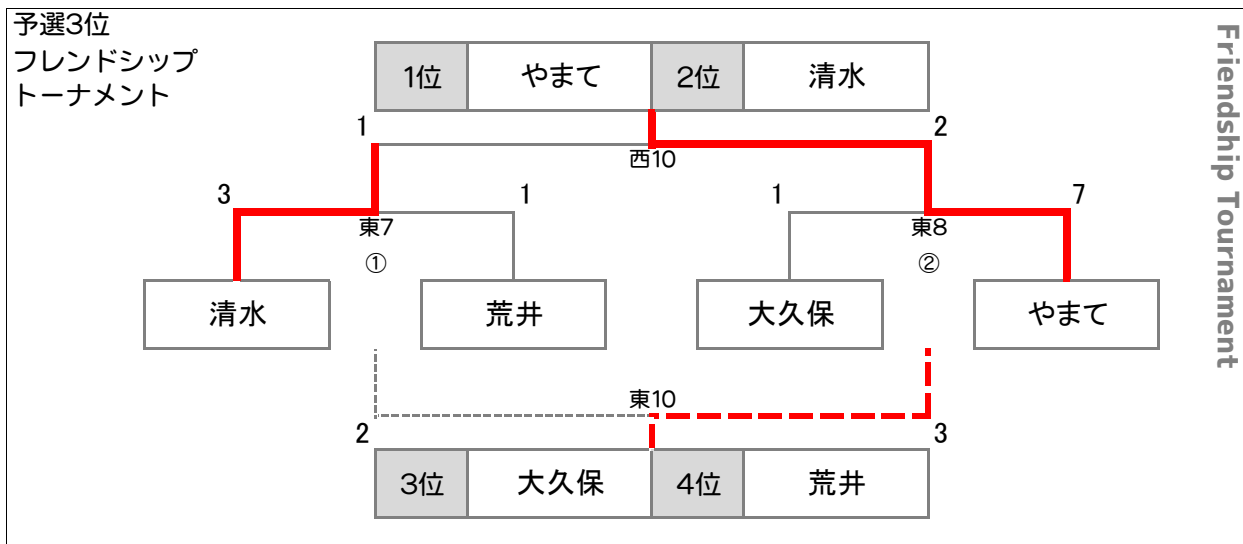 予選3位
フレンドシップ
トーナメント
Friendship Tournament
1位 やまて 2位 清水
1 2
西10
3 1 1 7
東7 東8
① ②
清水 荒井 大久保 やまて
東10
2 3
3位 大久保 4位 荒井